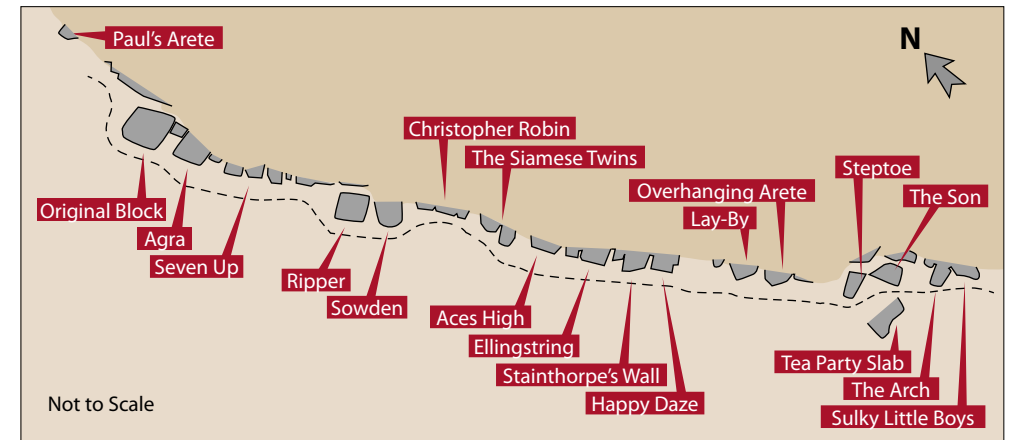 Paul's Arete
N
Christopher Robin
The Siamese Twins
Steptoe
Overhanging Arete
The Son
Lay-By
Original Block
Agra
Seven Up
Ripper
Sowden
Aces High
Ellingstring
Stainthorpe's Wall
Happy Daze
Tea Party Slab
The Arch
Sulky Little Boys
Not to Scale